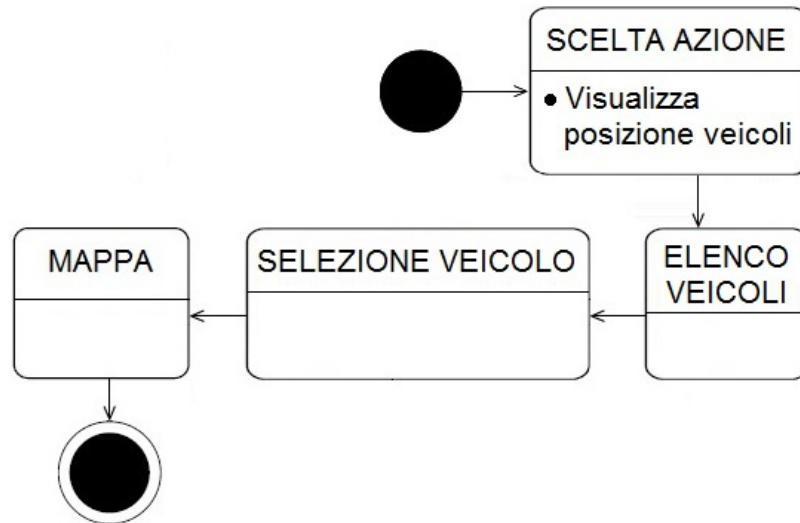 SCELTA AZIONE
• Visualizza
posizione veicoli
ELENCO
VEICOLI
SELEZIONE VEICOLO
MAPPA